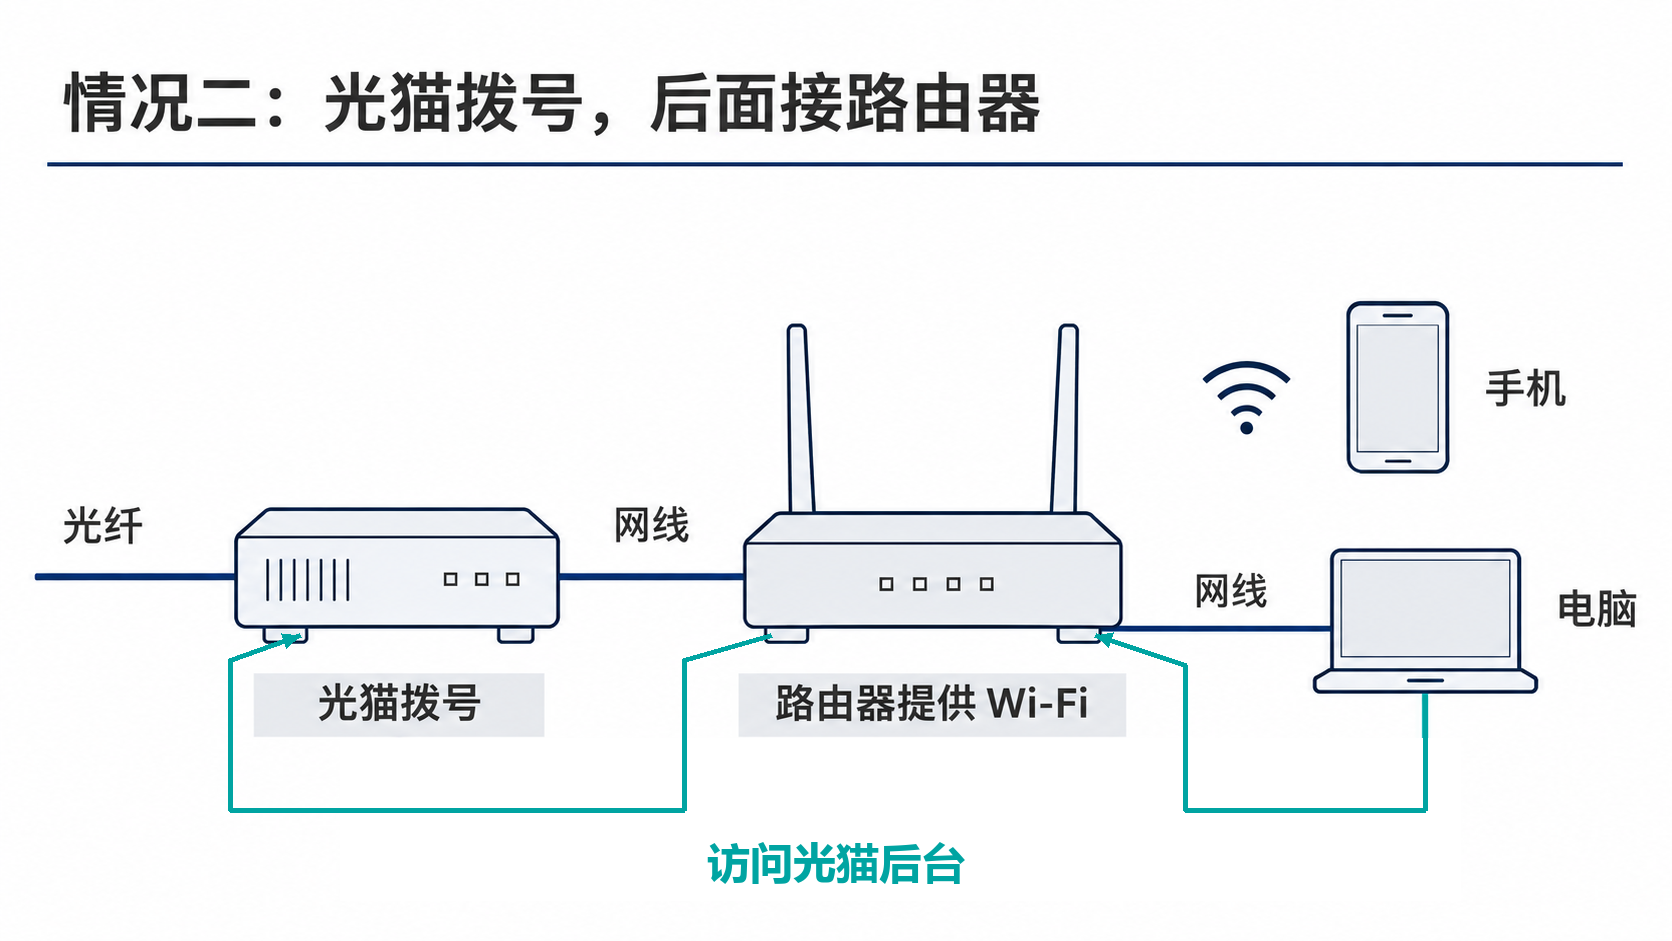 情况二：光猫拨号，后面接路由器
手机
光纤
网线
网线
电脑
光猫拨号
路由器提供 Wi-Fi
访问光猫后台